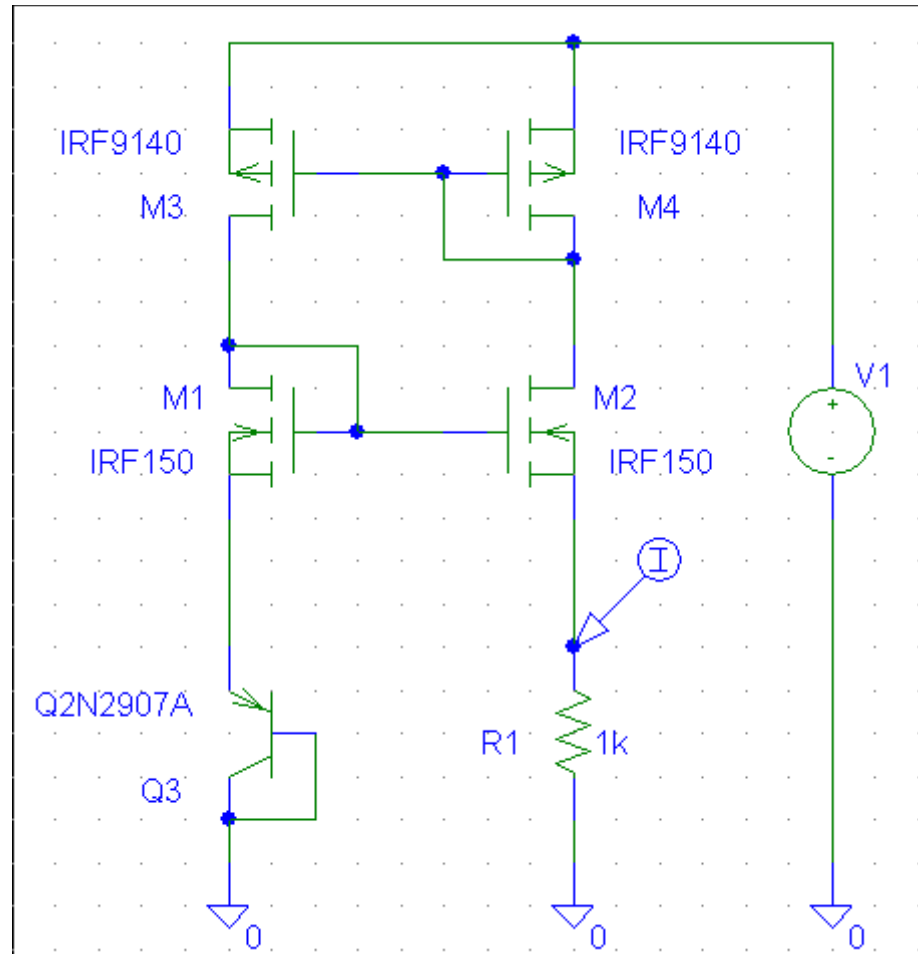 IRF9140
IRF9140
M3
M4
M1
M2
V1
+
-
IRF150
IRF150
I
Q2N2907A
R1
1k
Q3
0
0
0